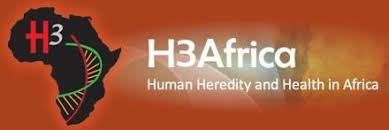 H3
H3Africa
Human Heredity and Health in Africa